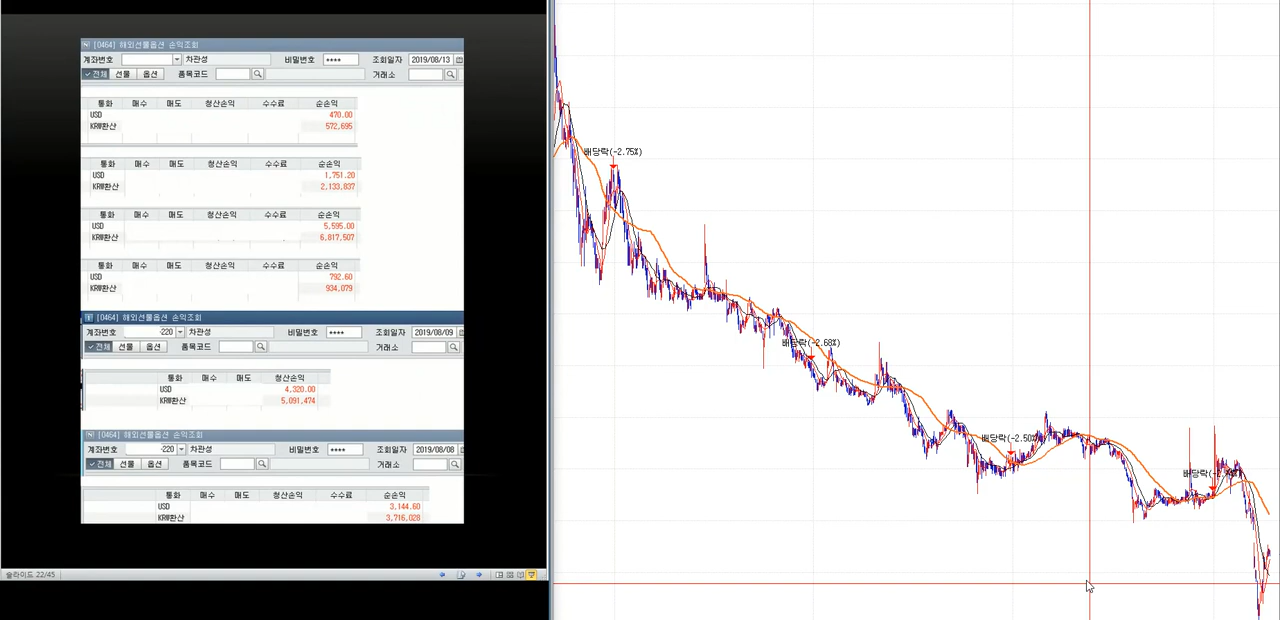 [0464] 해외선물옵션 손익조회
계좌번호 차관성 비밀번호 **** 조회일자 2019/08/13
전체 선물 옵션 품목코드 거래소
통화 매수 매도 청산손익 수수료 순손익
USD 470.00
KRW환산 572,695
통화 매수 매도 청산손익 수수료 순손익
USD 1,751.20
KRW환산 2,133,837
통화 매수 매도 청산손익 수수료 순손익
USD 5,595.00
KRW환산 6,817,507
통화 매수 매도 청산손익 수수료 순손익
USD 792.60
KRW환산 934,079
[0464] 해외선물옵션 손익조회
계좌번호 -220 차관성 비밀번호 **** 조회일자 2019/08/09
전체 선물 옵션 품목코드 거래소
통화 매수 매도 청산손익
USD 4,320.00
KRW환산 5,091,474
[0464] 해외선물옵션 손익조회
계좌번호 -220 차관성 비밀번호 **** 조회일자 2019/08/08
전체 선물 옵션 품목코드 거래소
통화 매수 매도 청산손익 수수료 순손익
USD 3,144.60
KRW환산 3,716,028
슬라이드 22/45
배당락(-2.75%)
배당락(-2.68%)
배당락(-2.50%)